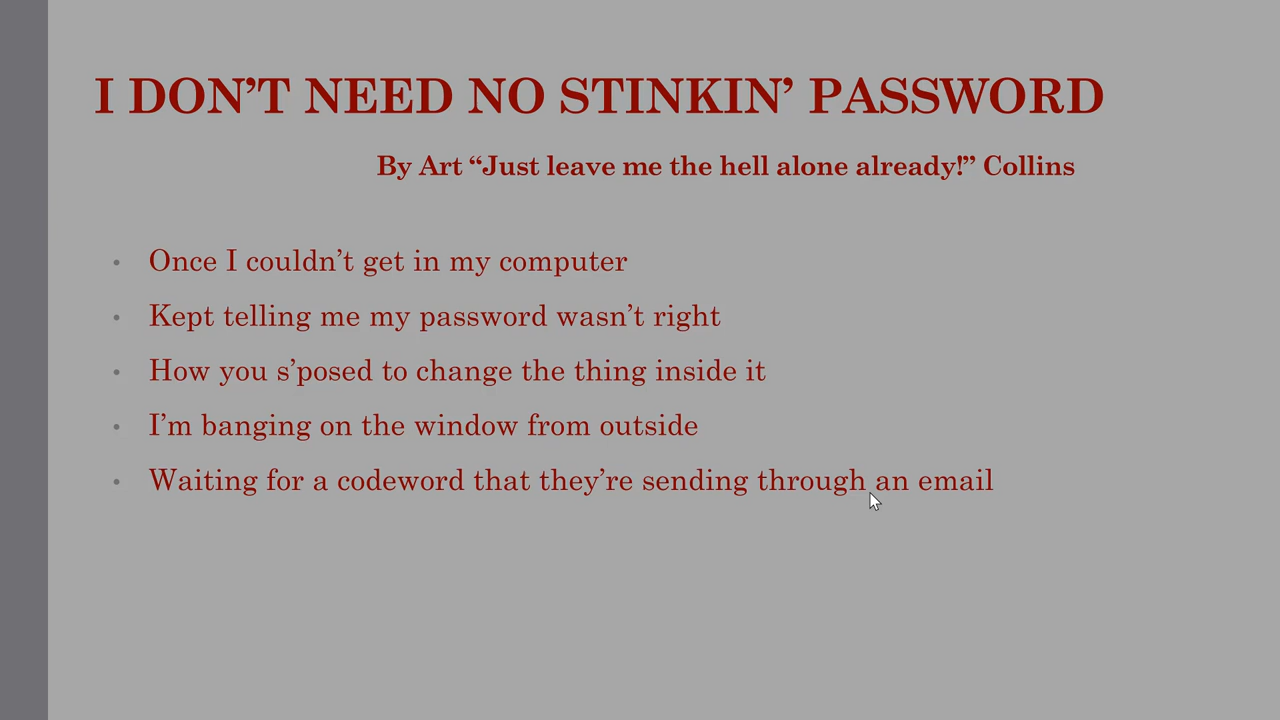 I DON’T NEED NO STINKIN’ PASSWORD
By Art “Just leave me the hell alone already!” Collins
• Once I couldn’t get in my computer
• Kept telling me my password wasn’t right
• How you s’posed to change the thing inside it
• I’m banging on the window from outside
• Waiting for a codeword that they’re sending through an email